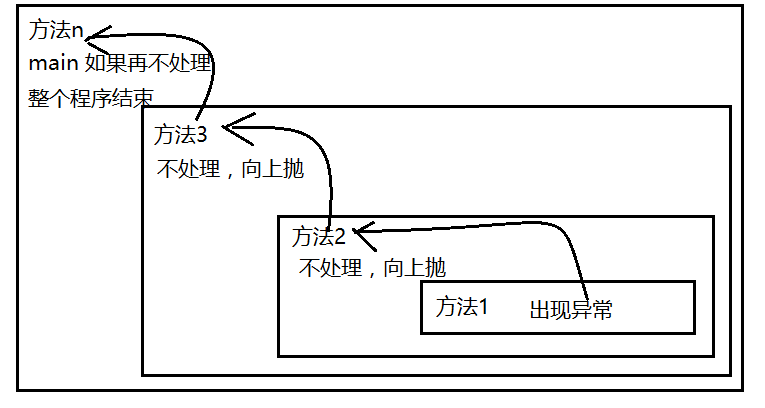 方法n
main 如果再不处理
整个程序结束
方法3
不处理，向上抛
方法2
不处理，向上抛
方法1 出现异常